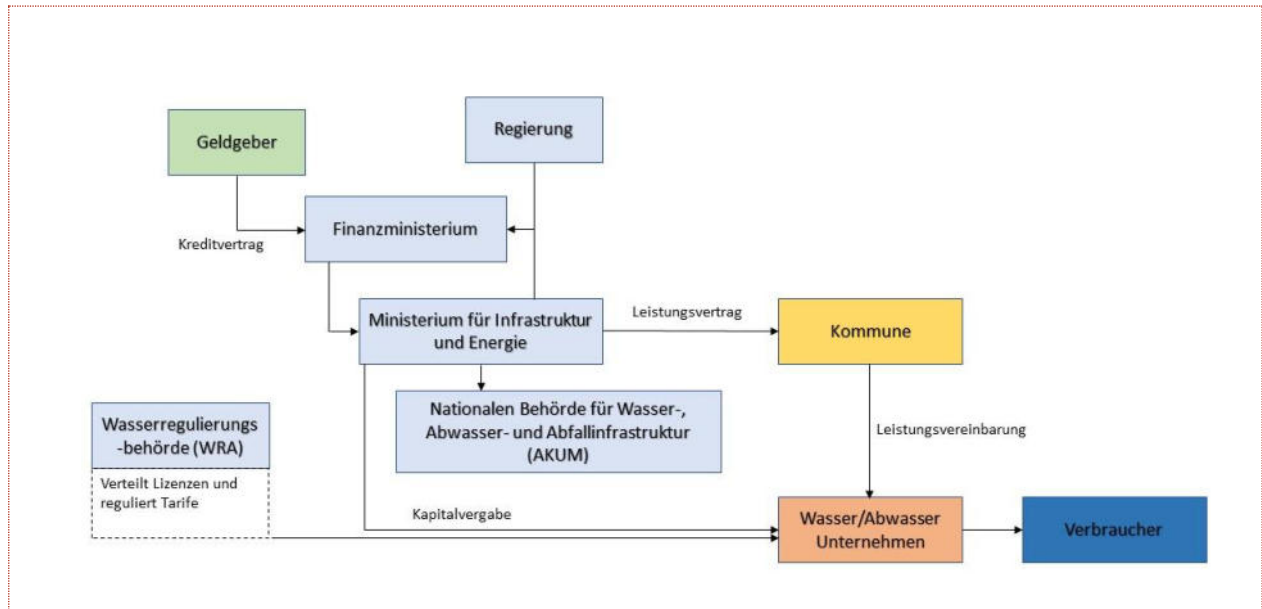 Geldgeber
Regierung
Finanzministerium
Kreditvertrag
Ministerium für Infrastruktur
und Energie
Leistungsvertrag
Kommune
Nationalen Behörde für Wasser-,
Abwasser- und Abfallinfrastruktur
(AKUM)
Wasserregulierungs
-behörde (WRA)
Leistungsvereinbarung
Verteilt Lizenzen und
reguliert Tarife
Kapitalvergabe
Wasser/Abwasser
Unternehmen
Verbraucher